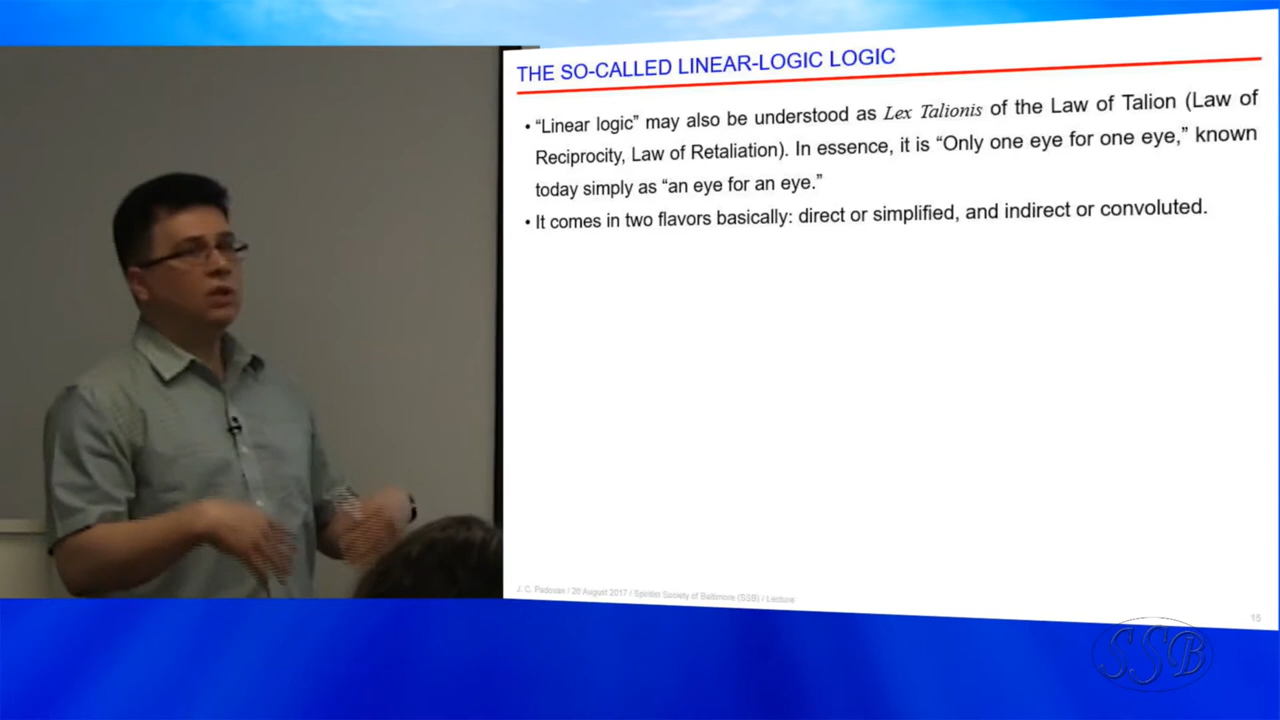 THE SO-CALLED LINEAR-LOGIC LOGIC
• “Linear logic” may also be understood as Lex Talionis of the Law of Talion (Law of
Reciprocity, Law of Retaliation). In essence, it is “Only one eye for one eye,” known
today simply as “an eye for an eye.”
• It comes in two flavors basically: direct or simplified, and indirect or convoluted.
J. C. Padovan / 26 August 2017 / Spiritist Society of Baltimore (SSB) / Lecture
15
SSB